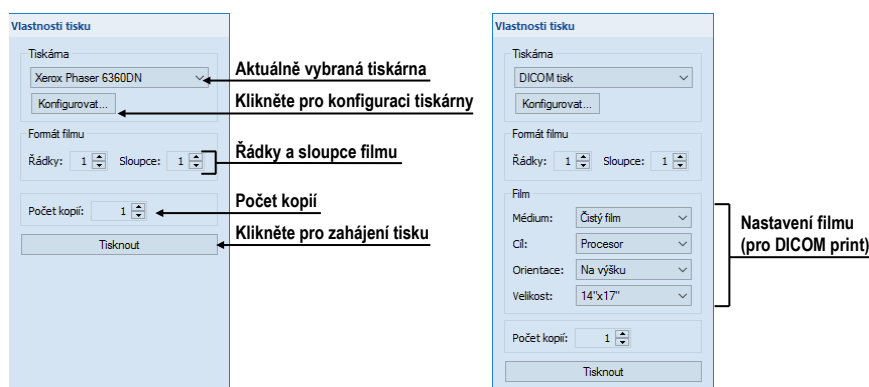 Vlastnosti tisku
Tiskárna
Xerox Phaser 6360DN
Konfigurovat...
Formát filmu
Řádky: 1 Sloupce: 1
Počet kopií: 1
Tisknout
Aktuálně vybraná tiskárna
Klikněte pro konfiguraci tiskárny
Řádky a sloupce filmu
Počet kopií
Klikněte pro zahájení tisku
Vlastnosti tisku
Tiskárna
DICOM tisk
Konfigurovat...
Formát filmu
Řádky: 1 Sloupce: 1
Film
Médium: Čistý film
Cíl: Procesor
Orientace: Na výšku
Velikost: 14"x17"
Počet kopií: 1
Tisknout
Nastavení filmu
(pro DICOM print)